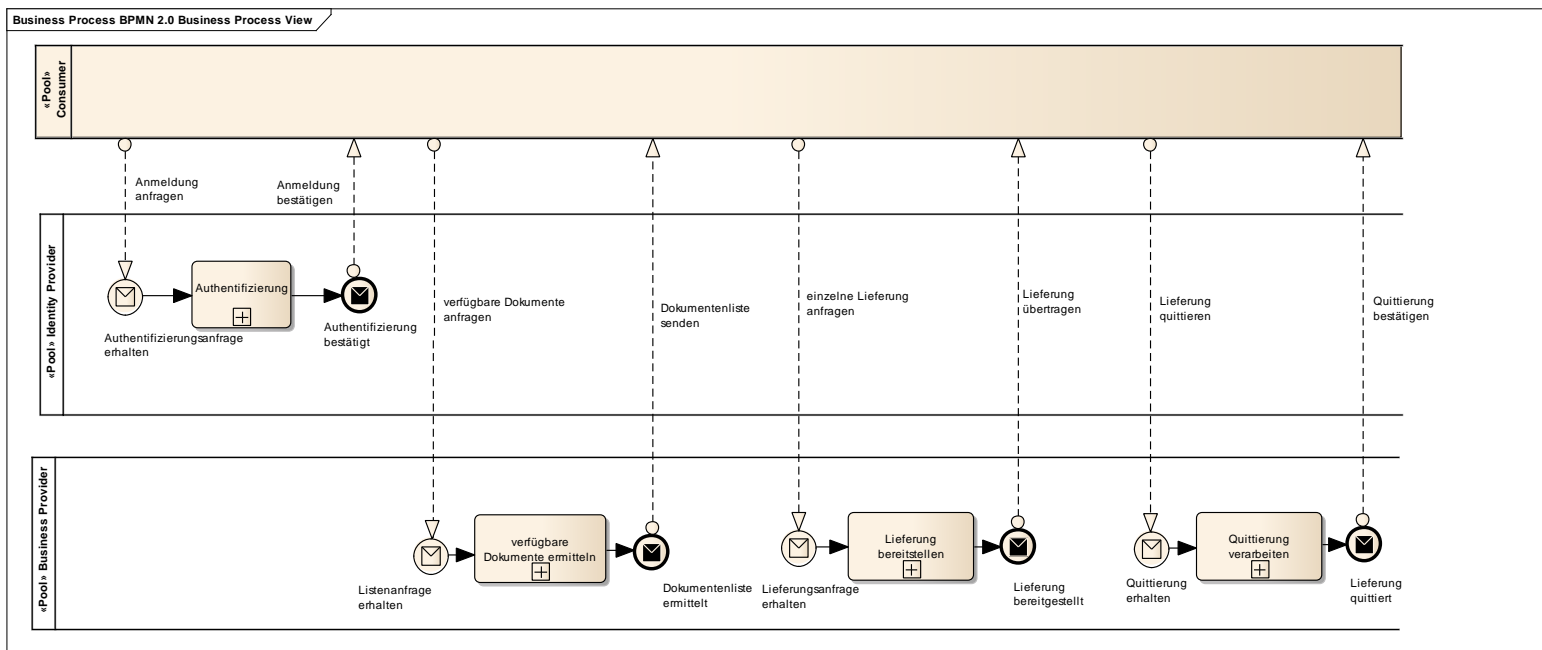 Business Process BPMN 2.0 Business Process View
«Pool»
Consumer
Anmeldung
anfragen
Anmeldung
bestätigen
«Pool» Identity Provider
Authentifizierung
Authentifizierungsanfrage
erhalten
Authentifizierung
bestätigt
verfügbare Dokumente
anfragen
Dokumentenliste
senden
einzelne Lieferung
anfragen
Lieferung
übertragen
Lieferung
quittieren
Quittierung
bestätigen
«Pool» Business Provider
Listenanfrage
erhalten
verfügbare
Dokumente ermitteln
Dokumentenliste
ermittelt
Lieferungsanfrage
erhalten
Lieferung
bereitstellen
Lieferung
bereitgestellt
Quittierung
erhalten
Quittierung
verarbeiten
Lieferung
quittiert